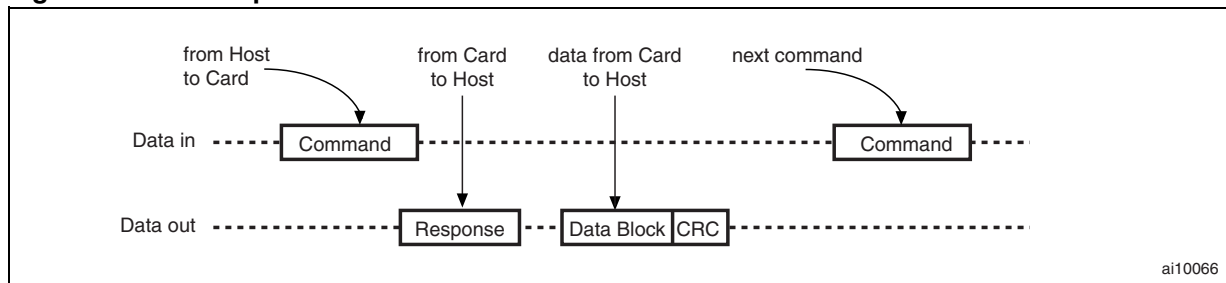 from Host
to Card
from Card
to Host
data from Card
to Host
next command
Data in
Command
Command
Data out
Response
Data Block
CRC
ai10066